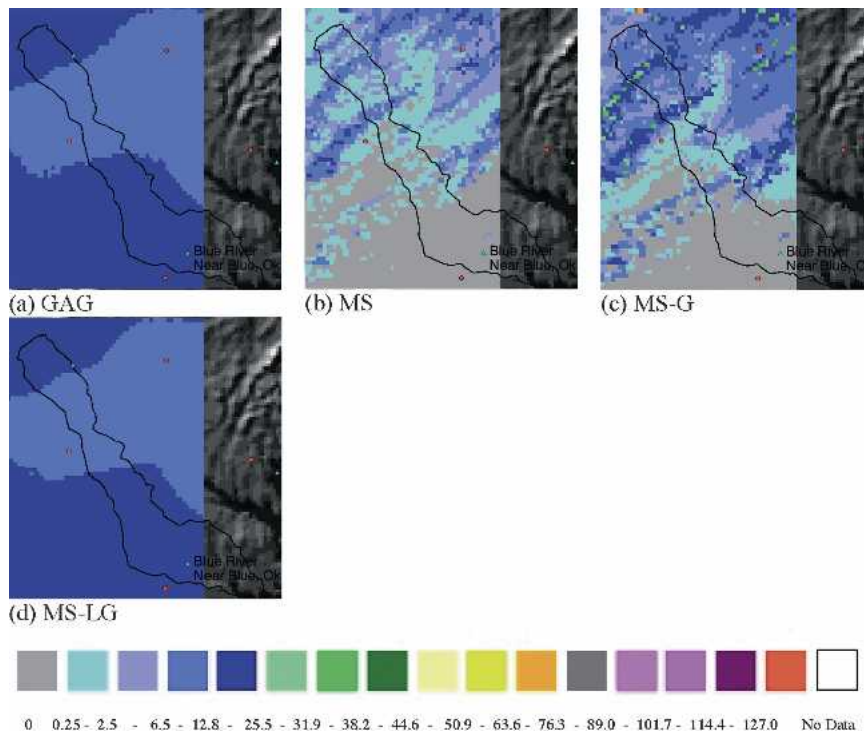 Blue River
Near Blue, Ok
Blue River
Near Blue, Ok
Blue River
Near Blue, Ok
(a) GAG
(b) MS
(c) MS-G
Blue River
Near Blue, Ok
(d) MS-LG
0 0.25 - 2.5 - 6.5 - 12.8 - 25.5 - 31.9 - 38.2 - 44.6 - 50.9 - 63.6 - 76.3 - 89.0 - 101.7 - 114.4 - 127.0 No Data